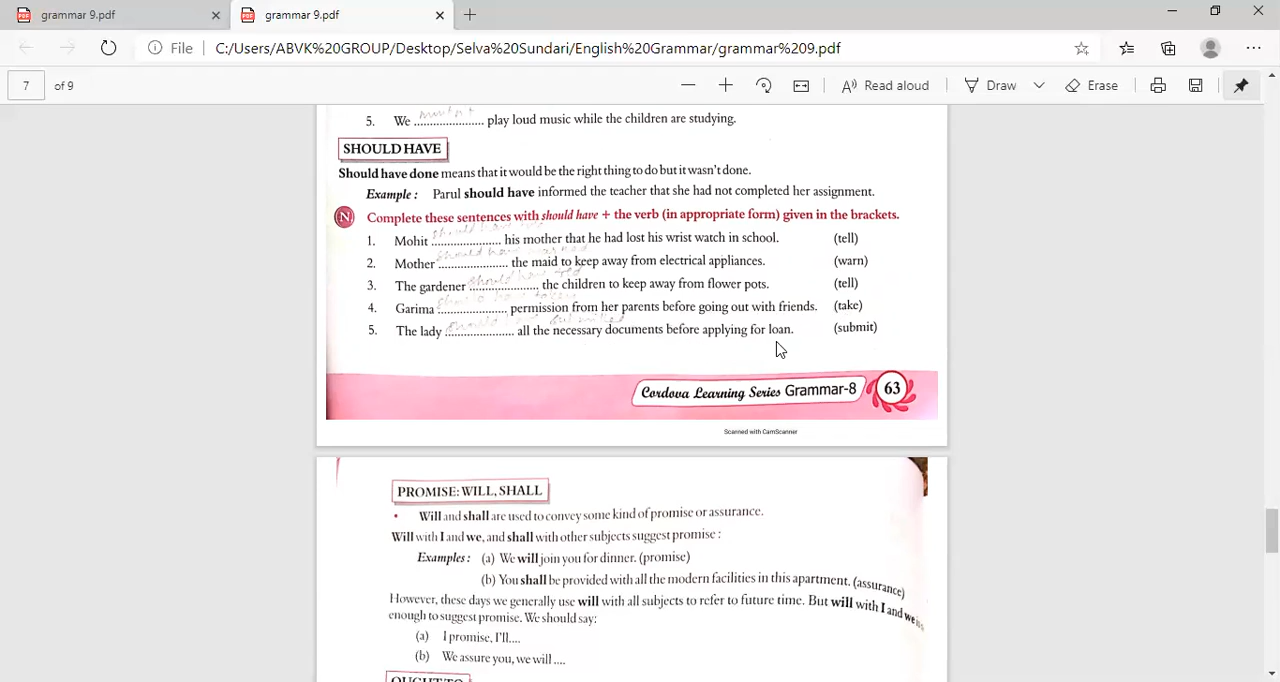 grammar 9.pdf
grammar 9.pdf
File C:/Users/ABVK%20GROUP/Desktop/Selva%20Sundari/English%20Grammar/grammar%209.pdf
7 of 9
Read aloud Draw Erase
5. We .................... play loud music while the children are studying.
SHOULD HAVE
Should have done means that it would be the right thing to do but it wasn't done.
Example : Parul should have informed the teacher that she had not completed her assignment.
N Complete these sentences with should have + the verb (in appropriate form) given in the brackets.
1. Mohit .................... his mother that he had lost his wrist watch in school. (tell)
2. Mother should have .................... the maid to keep away from electrical appliances. (warn)
3. The gardener should have told .................... the children to keep away from flower pots. (tell)
4. Garima should have taken .................... permission from her parents before going out with friends. (take)
5. The lady should .................... all the necessary documents before applying for loan. (submit)
Cordova Learning Series Grammar-8 63
Scanned with CamScanner
PROMISE: WILL, SHALL
• Will and shall are used to convey some kind of promise or assurance.
Will with I and we, and shall with other subjects suggest promise :
Examples : (a) We will join you for dinner. (promise)
(b) You shall be provided with all the modern facilities in this apartment. (assurance)
However, these days we generally use will with all subjects to refer to future time. But will with I and we
enough to suggest promise. We should say:
(a) I promise, I'll....
(b) We assure you, we will ....
OUGHT TO